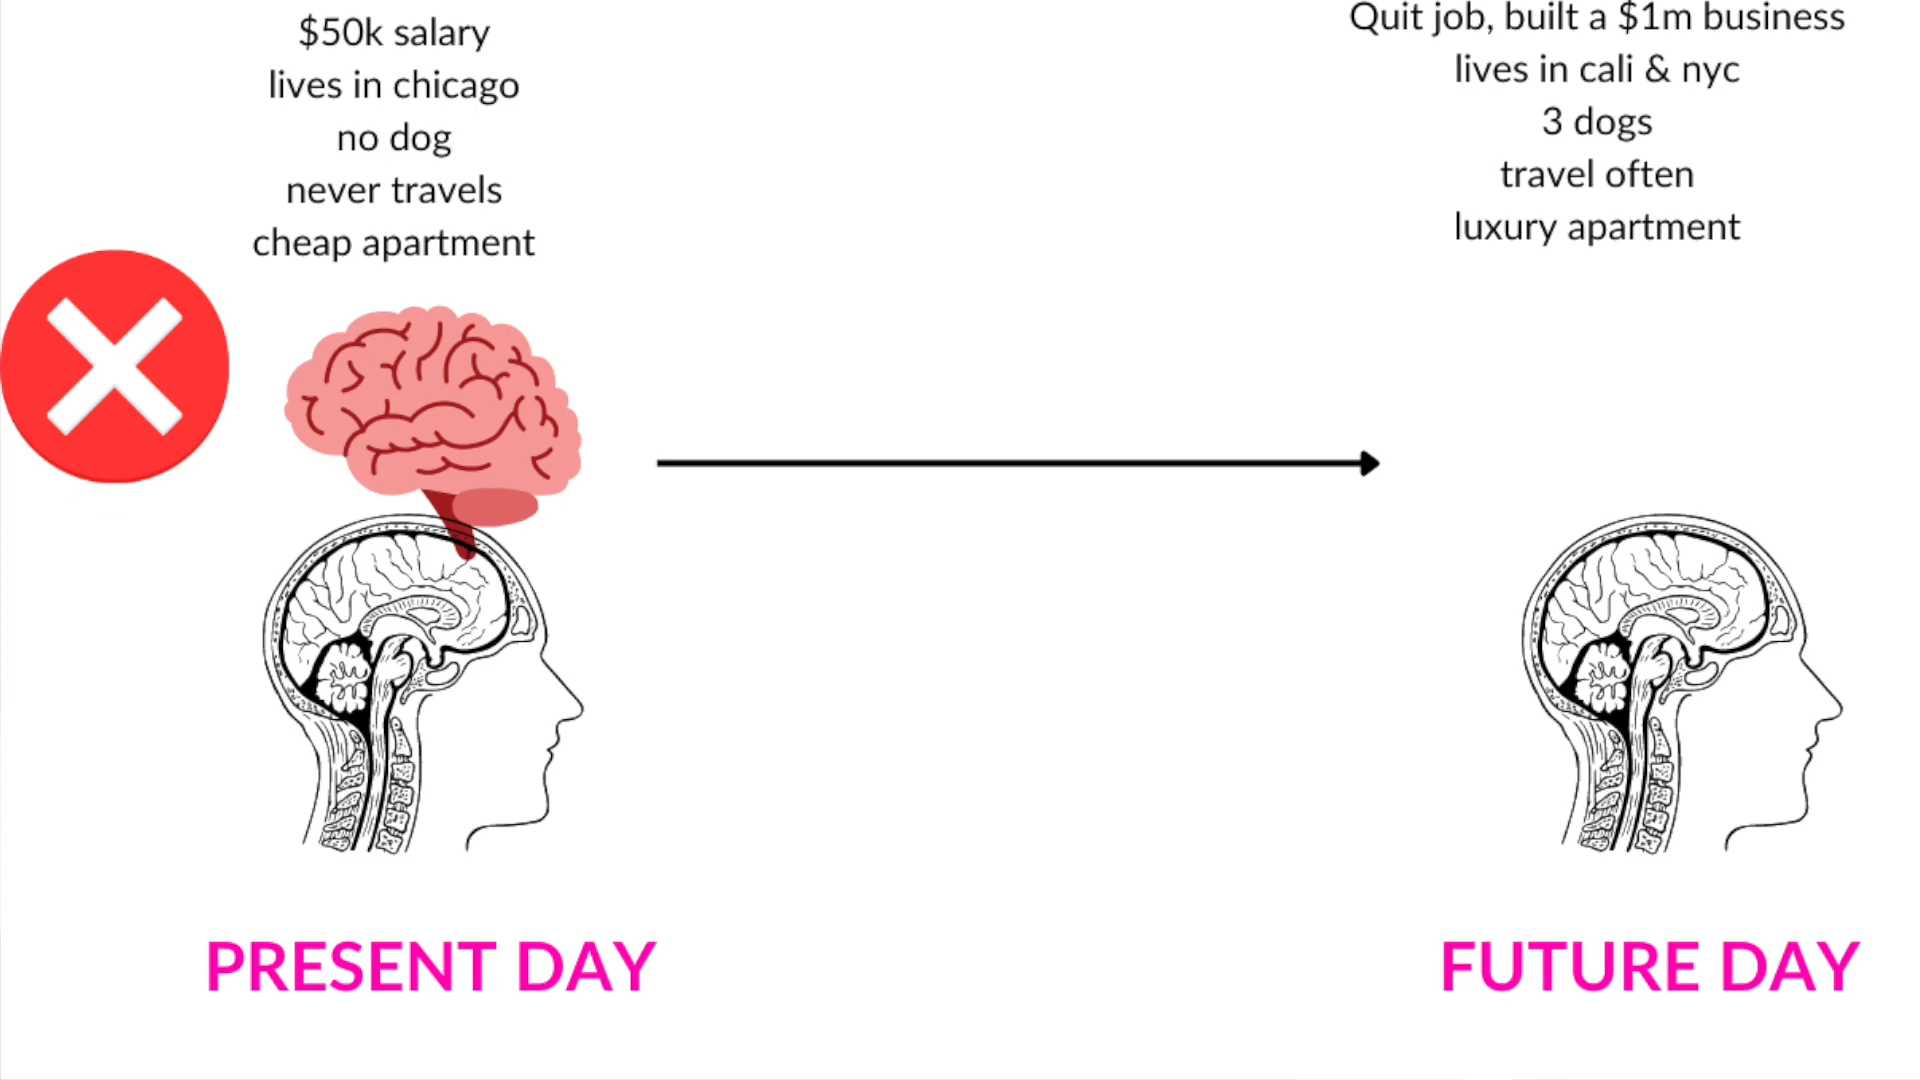 $50k salary
lives in chicago
no dog
never travels
cheap apartment
Quit job, built a $1m business
lives in cali & nyc
3 dogs
travel often
luxury apartment
PRESENT DAY
FUTURE DAY